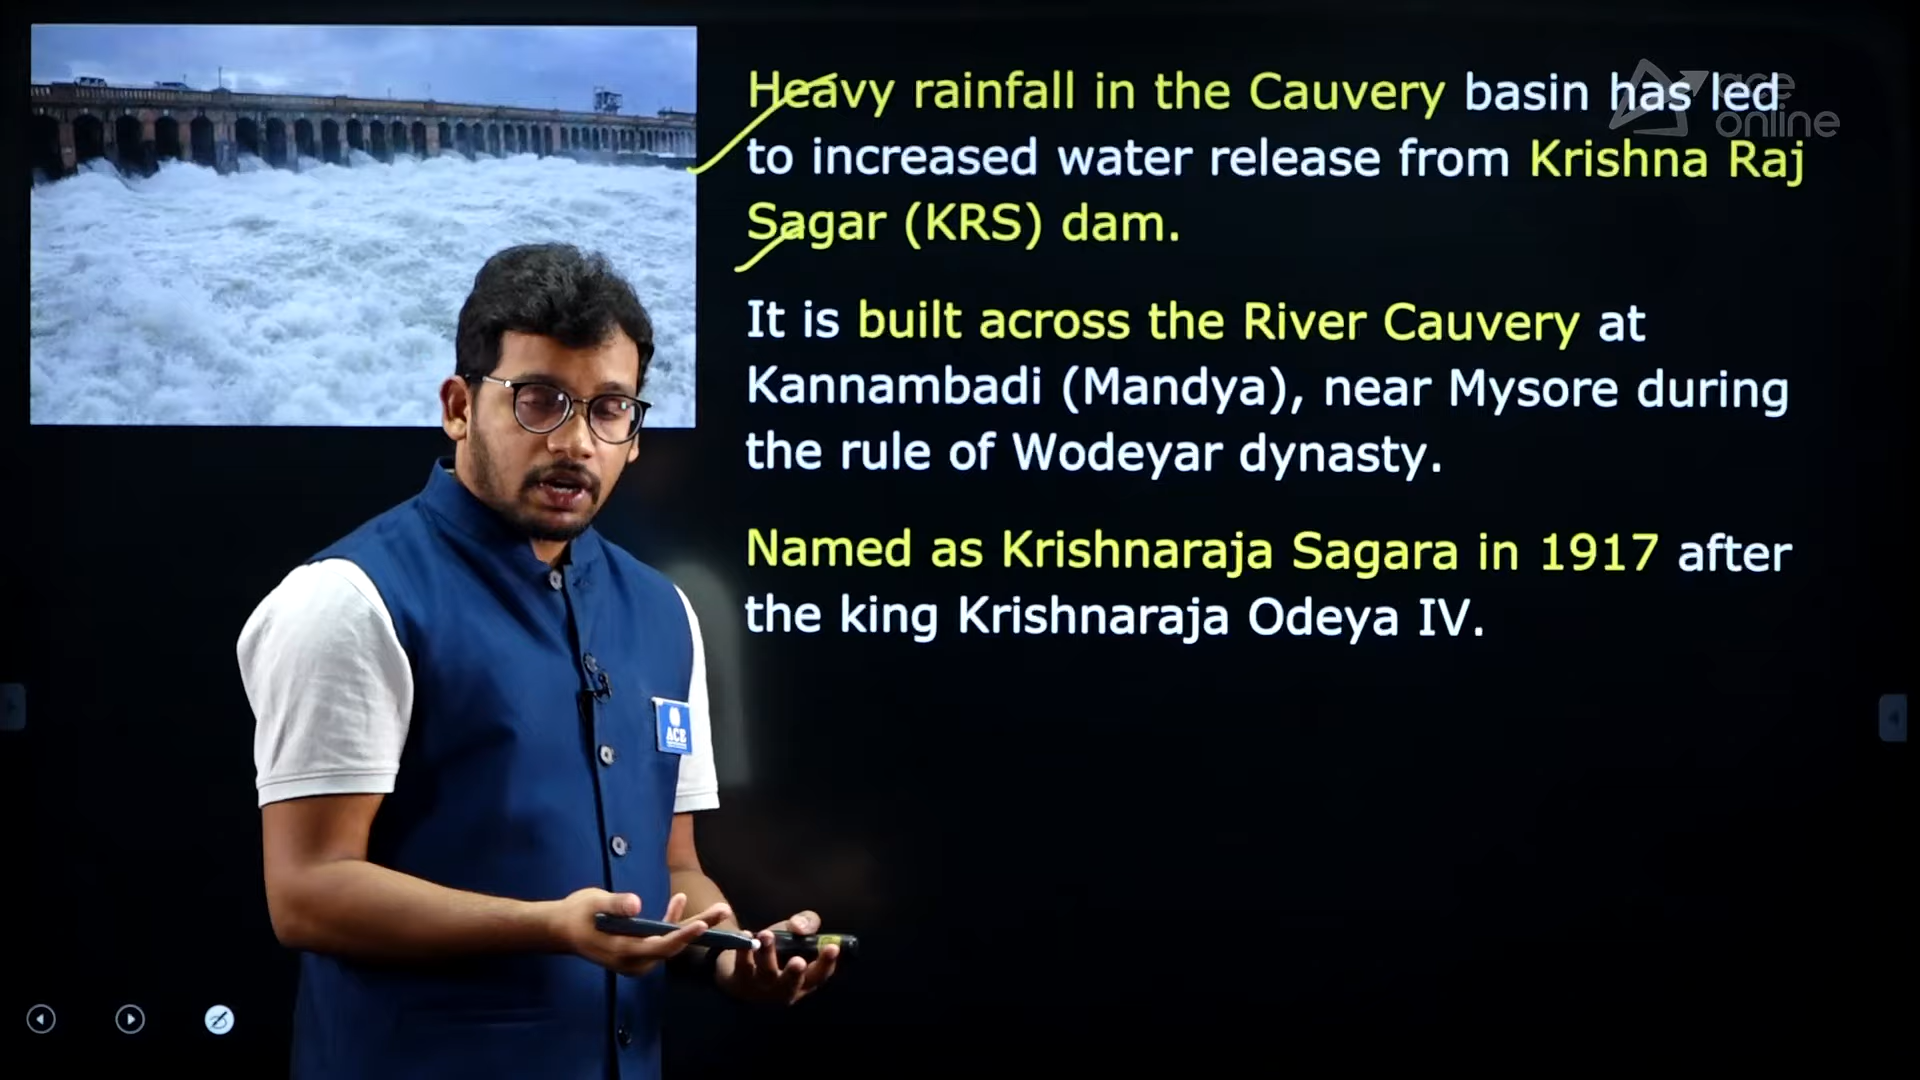 Heavy rainfall in the Cauvery basin has led
to increased water release from Krishna Raj
Sagar (KRS) dam.
It is built across the River Cauvery at
Kannambadi (Mandya), near Mysore during
the rule of Wodeyar dynasty.
Named as Krishnaraja Sagara in 1917 after
the king Krishnaraja Odeya IV.
ace
online
ACE